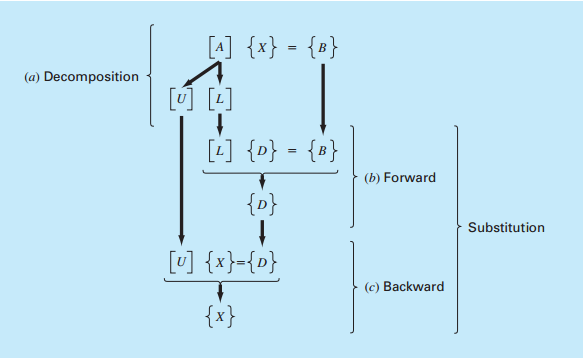 [A] {X} = {B}
(a) Decomposition
[U] [L]
[L] {D} = {B}
(b) Forward
{D}
Substitution
[U] {X}={D}
(c) Backward
{X}